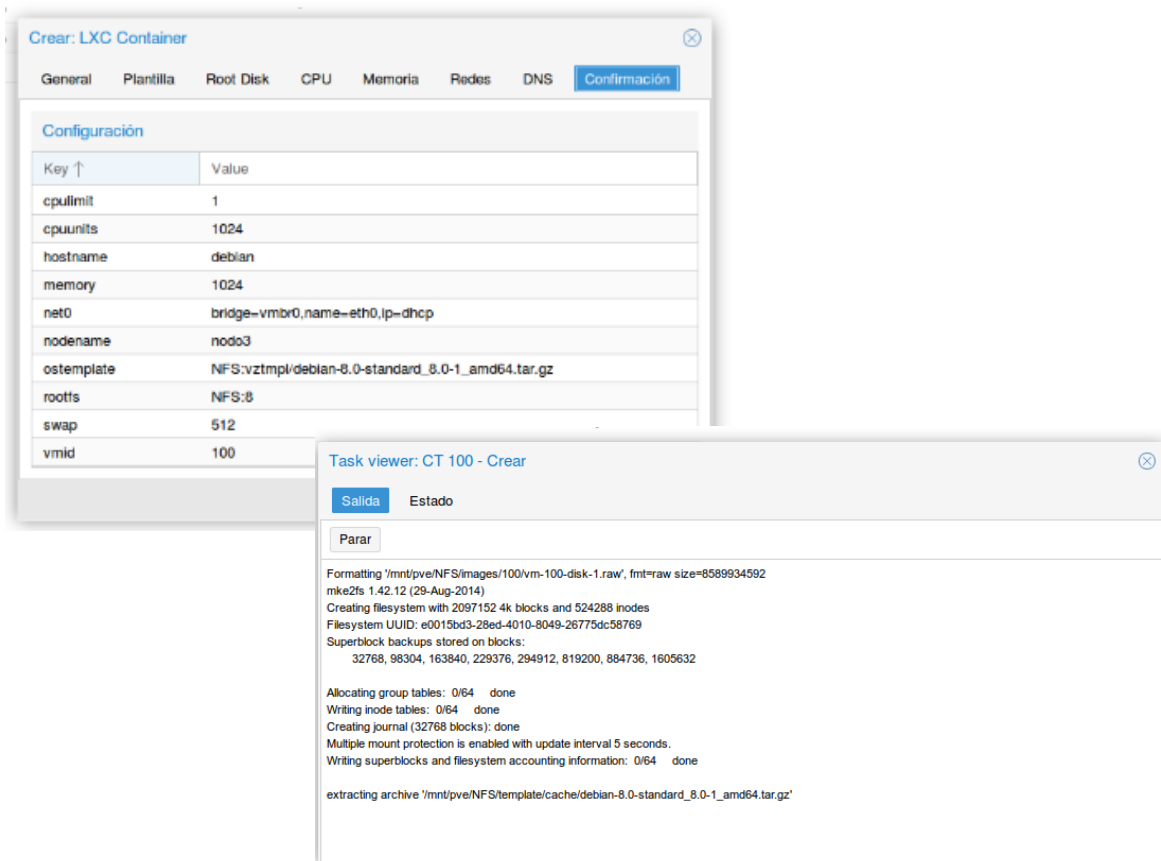 Crear: LXC Container
General Plantilla Root Disk CPU Memoria Redes DNS Confirmación
Configuración
Key ↑ Value
cpulimit 1
cpuunits 1024
hostname debian
memory 1024
net0 bridge=vmbr0,name=eth0,ip=dhcp
nodename nodo3
ostemplate NFS:vztmpl/debian-8.0-standard_8.0-1_amd64.tar.gz
rootfs NFS:8
swap 512
vmid 100
Task viewer: CT 100 - Crear
Salida Estado
Parar
Formatting '/mnt/pve/NFS/images/100/vm-100-disk-1.raw', fmt=raw size=8589934592
mke2fs 1.42.12 (29-Aug-2014)
Creating filesystem with 2097152 4k blocks and 524288 inodes
Filesystem UUID: e0015bd3-28ed-4010-8049-26775dc58769
Superblock backups stored on blocks:
32768, 98304, 163840, 229376, 294912, 819200, 884736, 1605632
Allocating group tables: 0/64 done
Writing inode tables: 0/64 done
Creating journal (32768 blocks): done
Multiple mount protection is enabled with update interval 5 seconds.
Writing superblocks and filesystem accounting information: 0/64 done
extracting archive '/mnt/pve/NFS/template/cache/debian-8.0-standard_8.0-1_amd64.tar.gz'